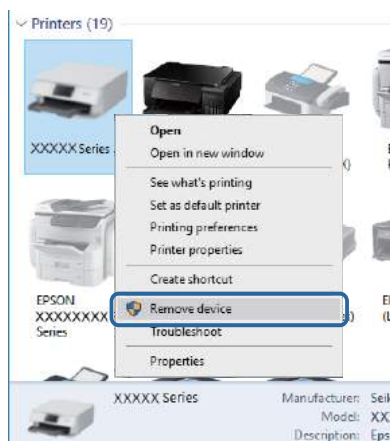 Printers (19)
XXXXX Series
Open
Open in new window
See what's printing
Set as default printer
Printing preferences
Printer properties
Create shortcut
Remove device
Troubleshoot
Properties
EPSON
XXXXXXXX
Series
XXXXX Series
Manufacturer:
Model:
Description: